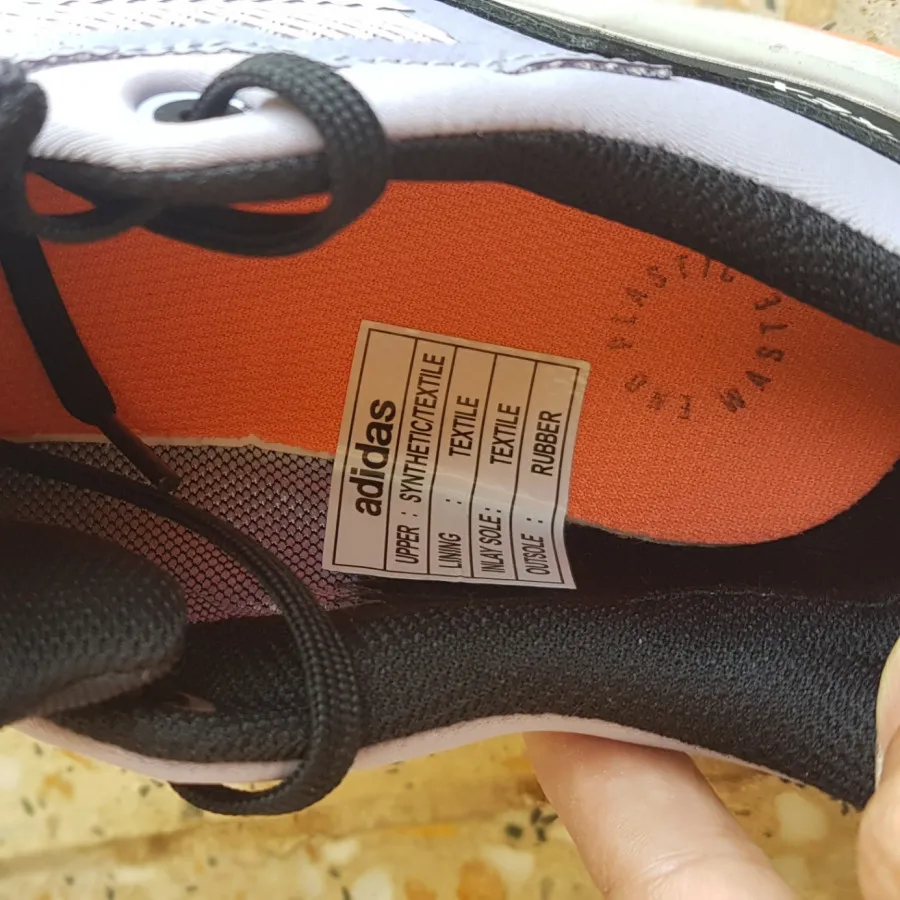 adidas
UPPER : SYNTHETIC/TEXTILE
LINING : TEXTILE
INLAY SOLE : TEXTILE
OUTSOLE : RUBBER
END PLASTIC WASTE